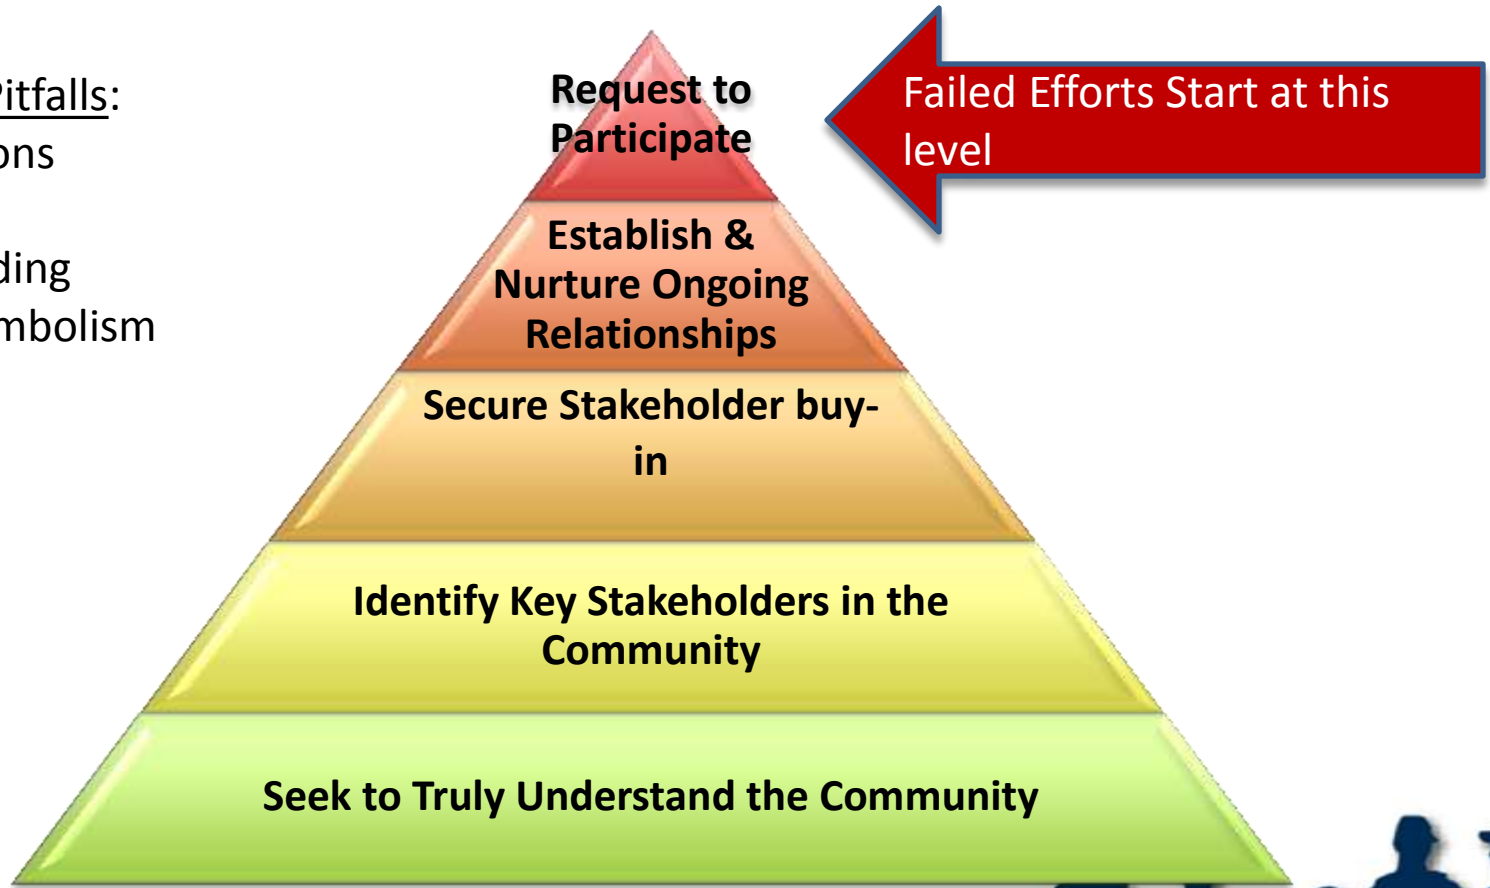 Pitfalls:
ons
ding
mbolism
Request to
Participate
Failed Efforts Start at this
level
Establish &
Nurture Ongoing
Relationships
Secure Stakeholder buy-
in
Identify Key Stakeholders in the
Community
Seek to Truly Understand the Community